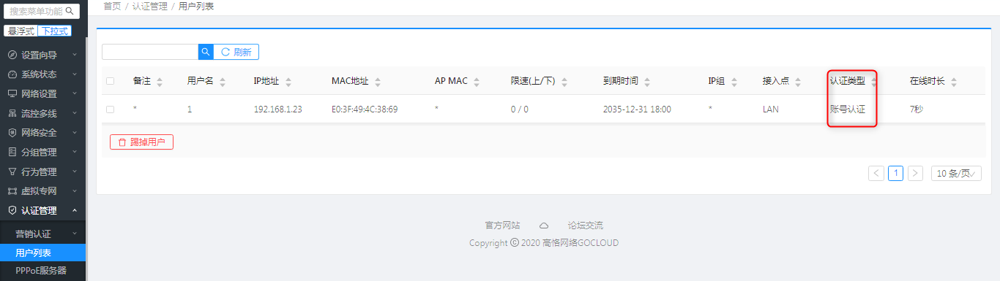 搜索菜单功能
悬浮式 下拉式
设置向导
系统状态
网络设置
流控多线
网络安全
分组管理
行为管理
虚拟专网
认证管理
营销认证
用户列表
PPPoE服务器
首页 / 认证管理 / 用户列表
刷新
备注 用户名 IP地址 MAC地址 AP MAC 限速(上/下) 到期时间 IP组 接入点 认证类型 在线时长
* 1 192.168.1.23 E0:3F:49:4C:38:69 * 0 / 0 2035-12-31 18:00 * LAN 账号认证 7秒
踢掉用户
< 1 > 10 条/页
官方网站 论坛交流
Copyright © 2020 高恪网络GOCLOUD